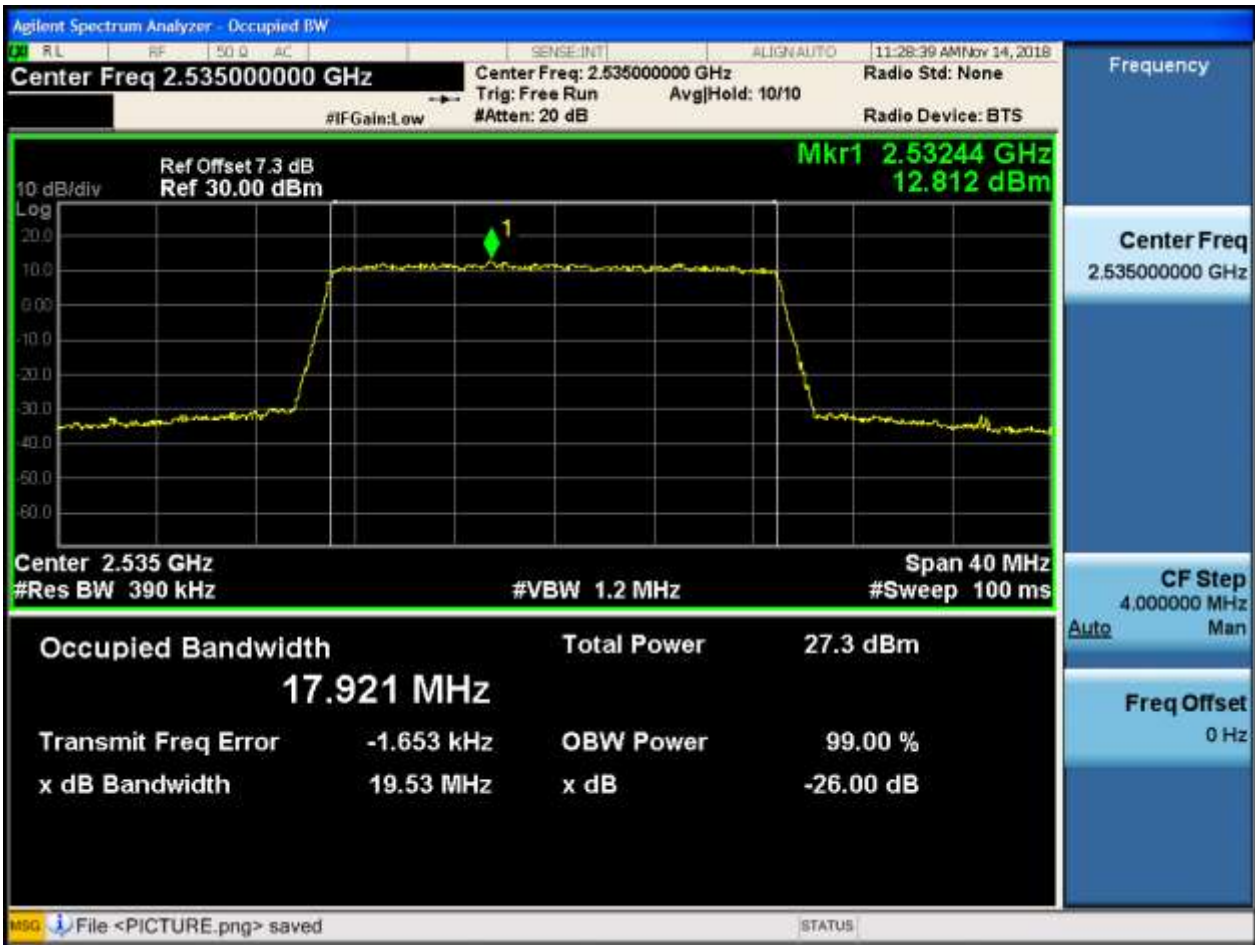 Agilent Spectrum Analyzer - Occupied BW
RL RF 50 Ω AC SENSE:INT ALIGN AUTO 11:28:39 AM Nov 14, 2018
Center Freq 2.535000000 GHz
Center Freq: 2.535000000 GHz
Radio Std: None
Trig: Free Run Avg|Hold: 10/10
#IFGain:Low
#Atten: 20 dB
Radio Device: BTS
Frequency
Mkr1 2.53244 GHz
12.812 dBm
Ref Offset 7.3 dB
10 dB/div Ref 30.00 dBm
Log
20.0
10.0
0.00
-10.0
-20.0
-30.0
-40.0
-50.0
-60.0
1
Center Freq
2.535000000 GHz
Center 2.535 GHz Span 40 MHz
#Res BW 390 kHz #VBW 1.2 MHz #Sweep 100 ms
CF Step
4.000000 MHz
Auto Man
Occupied Bandwidth Total Power 27.3 dBm
17.921 MHz
Freq Offset
0 Hz
Transmit Freq Error -1.653 kHz OBW Power 99.00 %
x dB Bandwidth 19.53 MHz x dB -26.00 dB
MSG File <PICTURE.png> saved STATUS